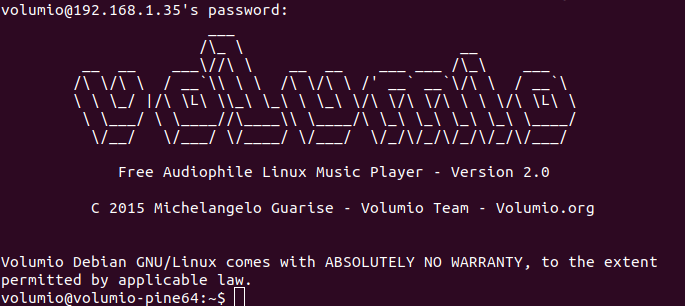 volumio@192.168.1.35's password:
volumio
Free Audiophile Linux Music Player - Version 2.0
C 2015 Michelangelo Guarise - Volumio Team - Volumio.org
Volumio Debian GNU/Linux comes with ABSOLUTELY NO WARRANTY, to the extent
permitted by applicable law.
volumio@volumio-pine64:~$